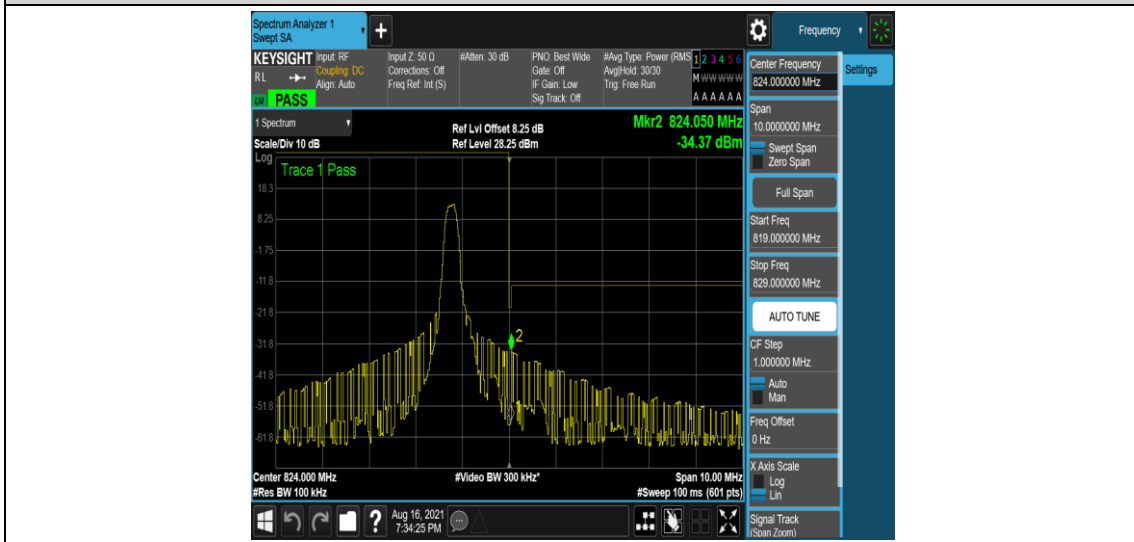 Spectrum Analyzer 1
Swept SA
+
Frequency
KEYSIGHT
RL
PASS
Input: RF
Coupling: DC
Align: Auto
Input Z: 50 Ω
Corrections: Off
Freq Ref: Int (S)
#Atten: 30 dB
PNO: Best Wide
Gate: Off
IF Gain: Low
Sig Track: Off
#Avg Type: Power (RMS
Avg|Hold: 30/30
Trig: Free Run
1 2 3 4 5 6
M W W W W W
A A A A A A
Center Frequency
824.000000 MHz
Settings
Span
10.0000000 MHz
Swept Span
Zero Span
Full Span
Start Freq
819.000000 MHz
Stop Freq
829.000000 MHz
AUTO TUNE
CF Step
1.000000 MHz
Auto
Man
Freq Offset
0 Hz
X Axis Scale
Log
Lin
Signal Track
(Span Zoom)
1 Spectrum
Scale/Div 10 dB
Ref Lvl Offset 8.25 dB
Ref Level 28.25 dBm
Mkr2 824.050 MHz
-34.37 dBm
Log
Trace 1 Pass
18.3
8.25
-1.75
-11.8
-21.8
-31.8
-41.8
-51.8
-61.8
2
Center 824.000 MHz
#Res BW 100 kHz
#Video BW 300 kHz*
Span 10.00 MHz
#Sweep 100 ms (601 pts)
?
Aug 16, 2021
7:34:25 PM